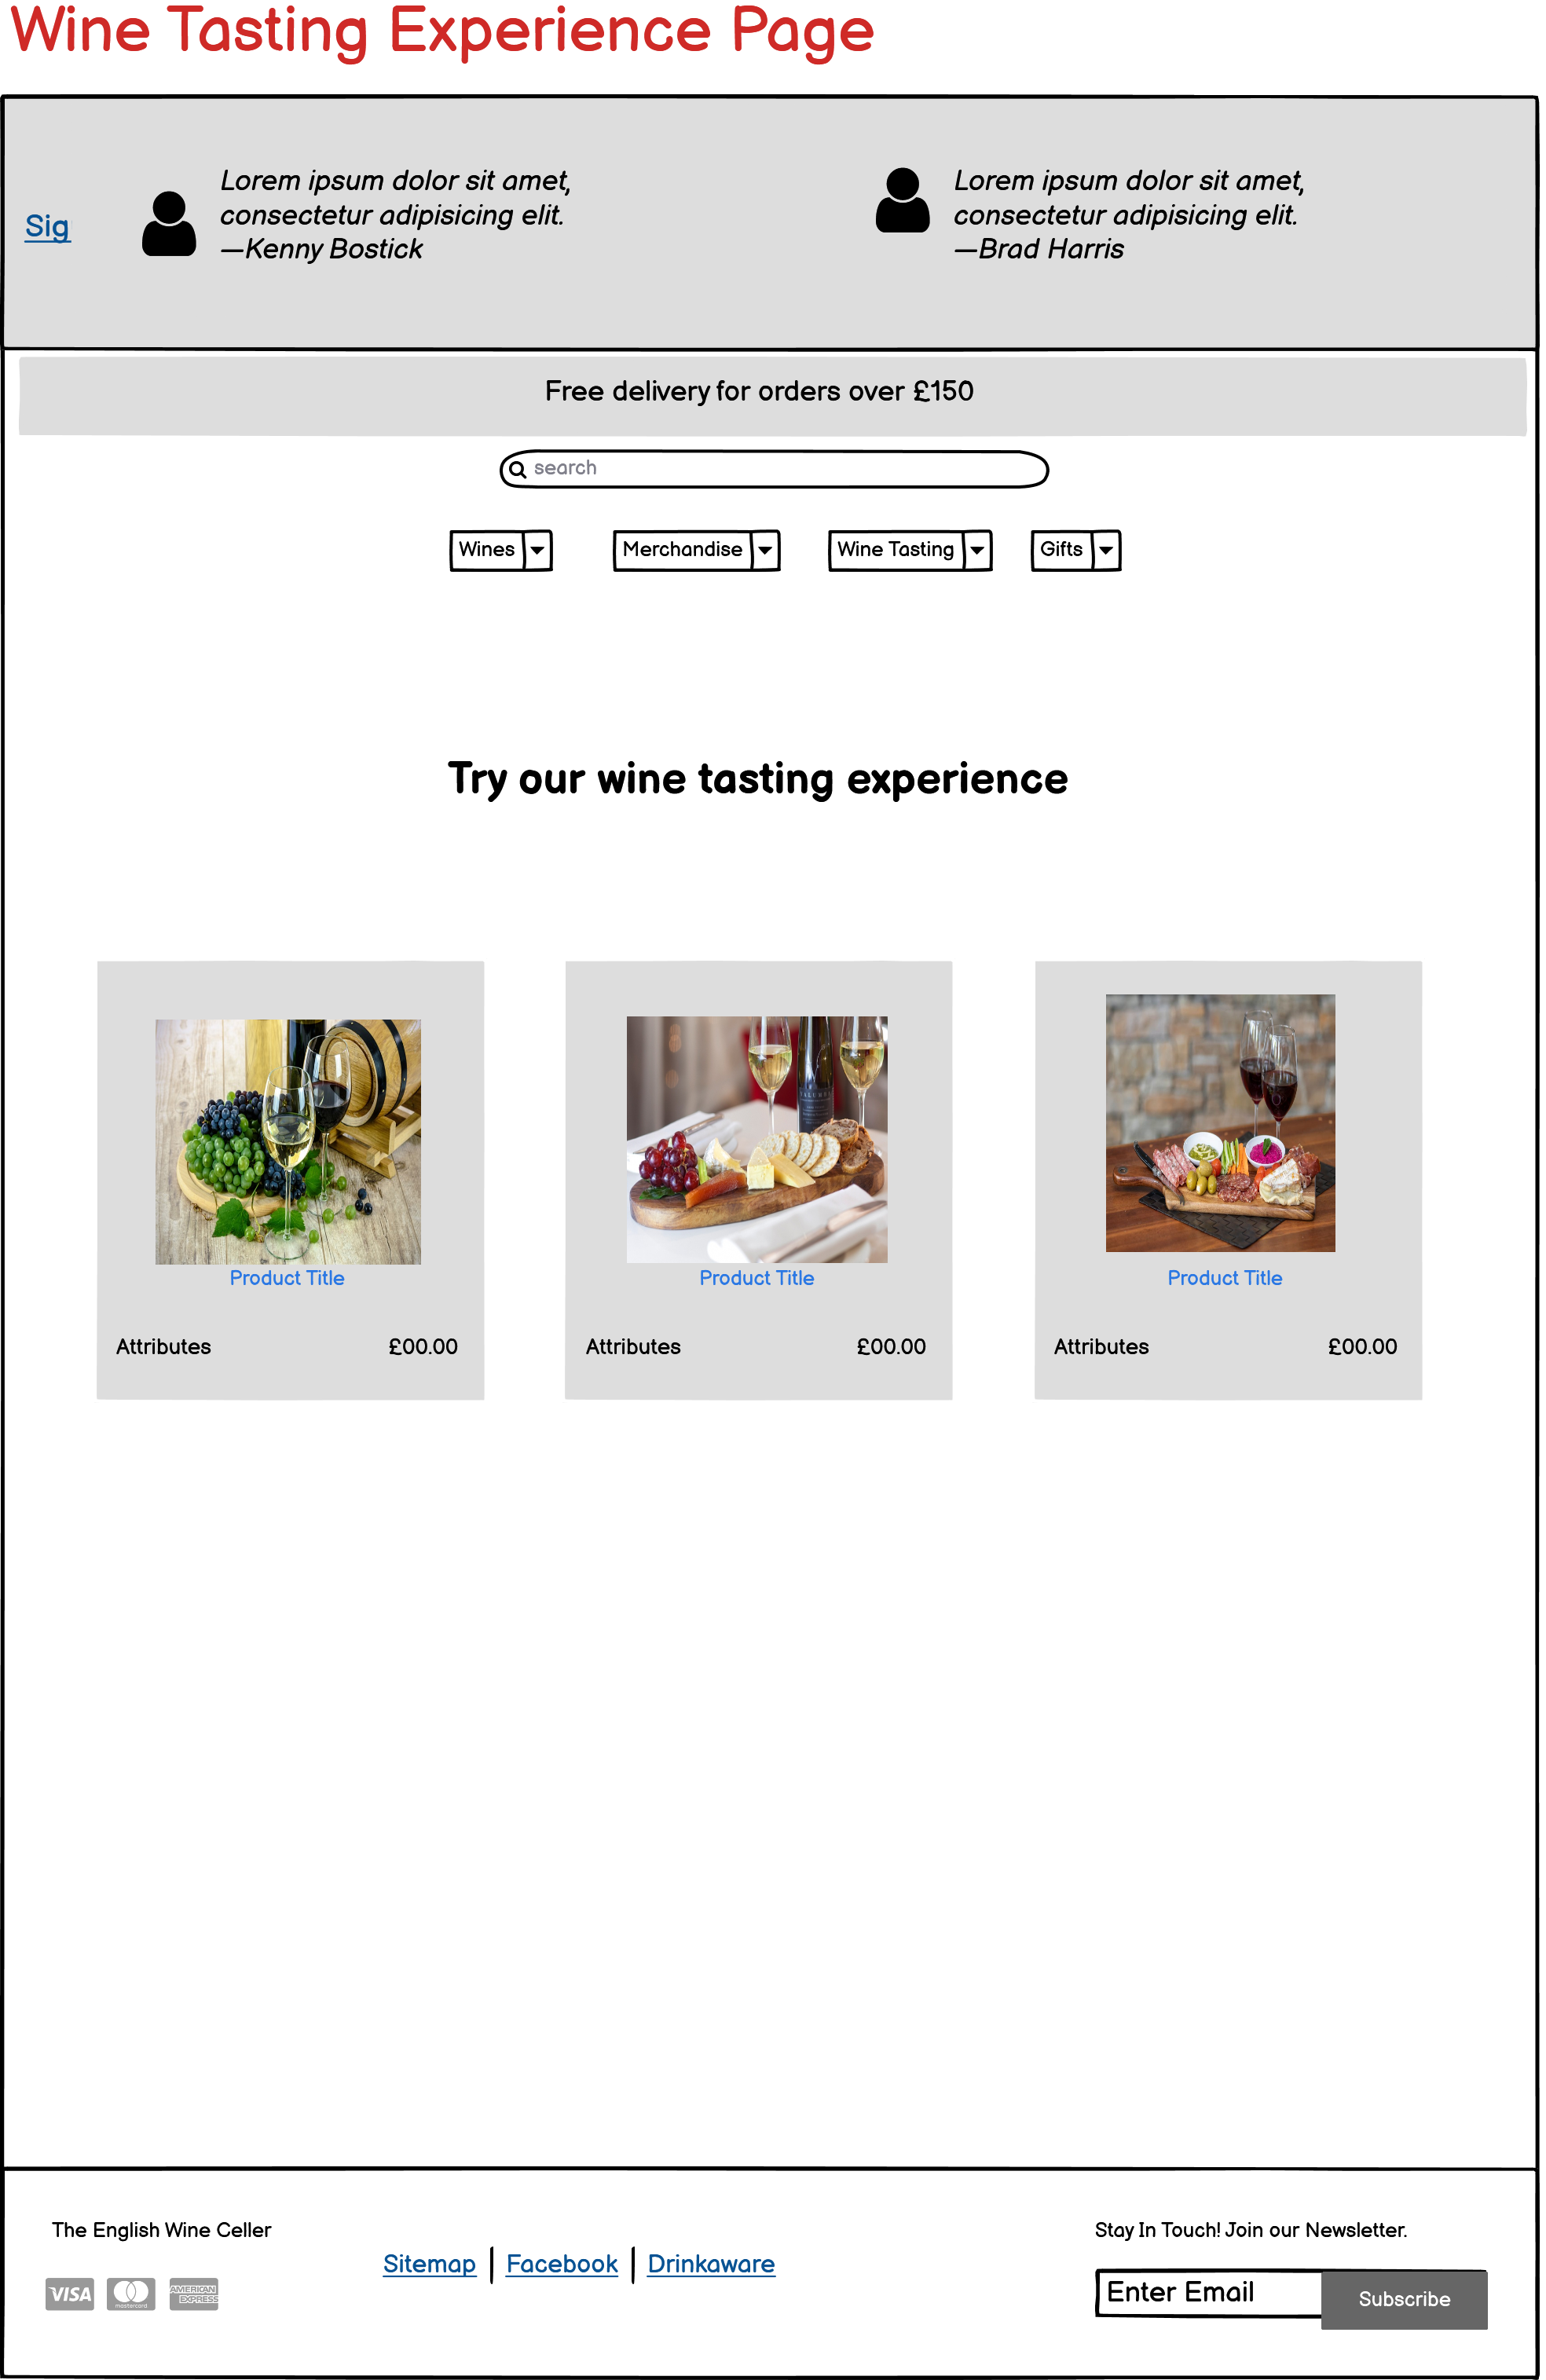 Wine Tasting Experience Page
Sig
Lorem ipsum dolor sit amet,
consectetur adipisicing elit.
—Kenny Bostick
Lorem ipsum dolor sit amet,
consectetur adipisicing elit.
—Brad Harris
Free delivery for orders over £150
search
Wines
Merchandise
Wine Tasting
Gifts
Try our wine tasting experience
Product Title
Product Title
Product Title
Attributes £00.00
Attributes £00.00
Attributes £00.00
The English Wine Celler
VISA
mastercard
AMERICAN
EXPRESS
Sitemap
Facebook
Drinkaware
Stay In Touch! Join our Newsletter.
Enter Email
Subscribe